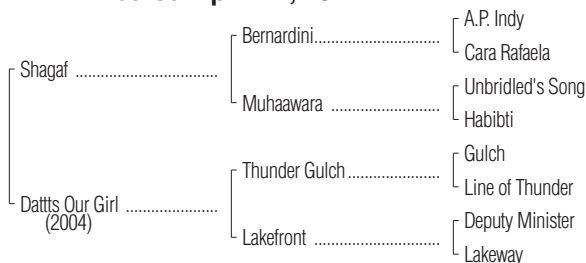 Bernardini..........................................
A.P. Indy
Cara Rafaela
Shagaf ................................................
Muhaawara ....................................
Unbridled's Song
Habibti
Thunder Gulch...............................
Gulch
Line of Thunder
Dattts Our Girl ...............................
(2004)
Lakefront ..........................................
Deputy Minister
Lakeway